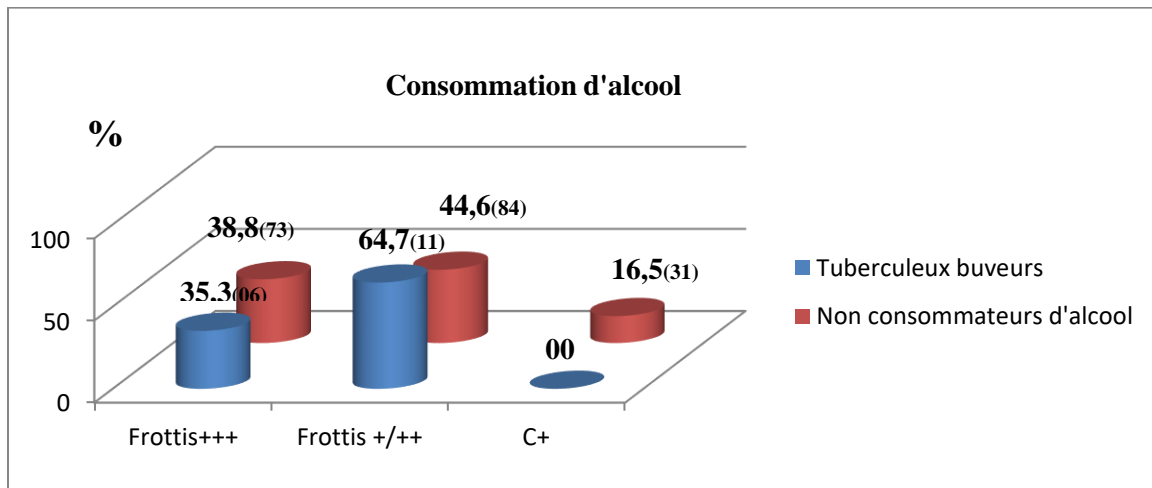 Consommation d'alcool
%
44,6(84)
38,8(73)
64,7(11)
100
16,5(31)
35,3(06)
50
00
0
Frottis+++
Frottis +/++
C+
Tuberculeux buveurs
Non consommateurs d'alcool